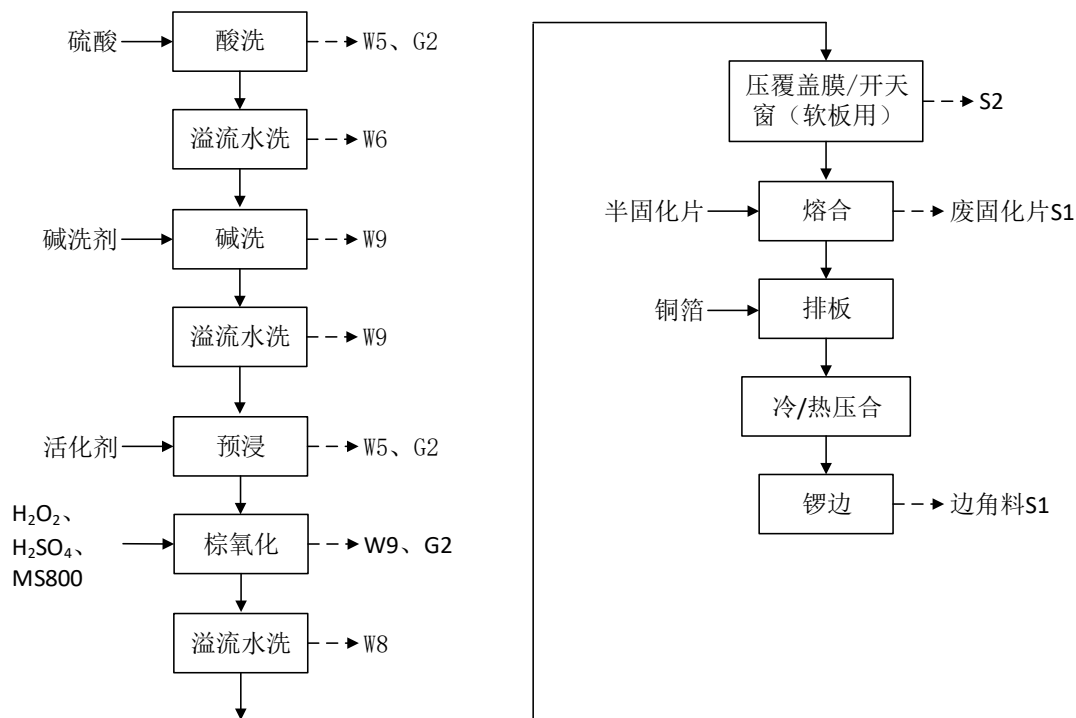 硫酸
酸洗
W5、G2
溢流水洗
W6
碱洗剂
碱洗
W9
溢流水洗
W9
活化剂
预浸
W5、G2
H₂O₂、
H₂SO₄、
MS800
棕氧化
W9、G2
溢流水洗
W8
压覆盖膜/开天
窗（软板用）
S2
半固化片
熔合
废固化片S1
铜箔
排板
冷/热压合
锣边
边角料S1